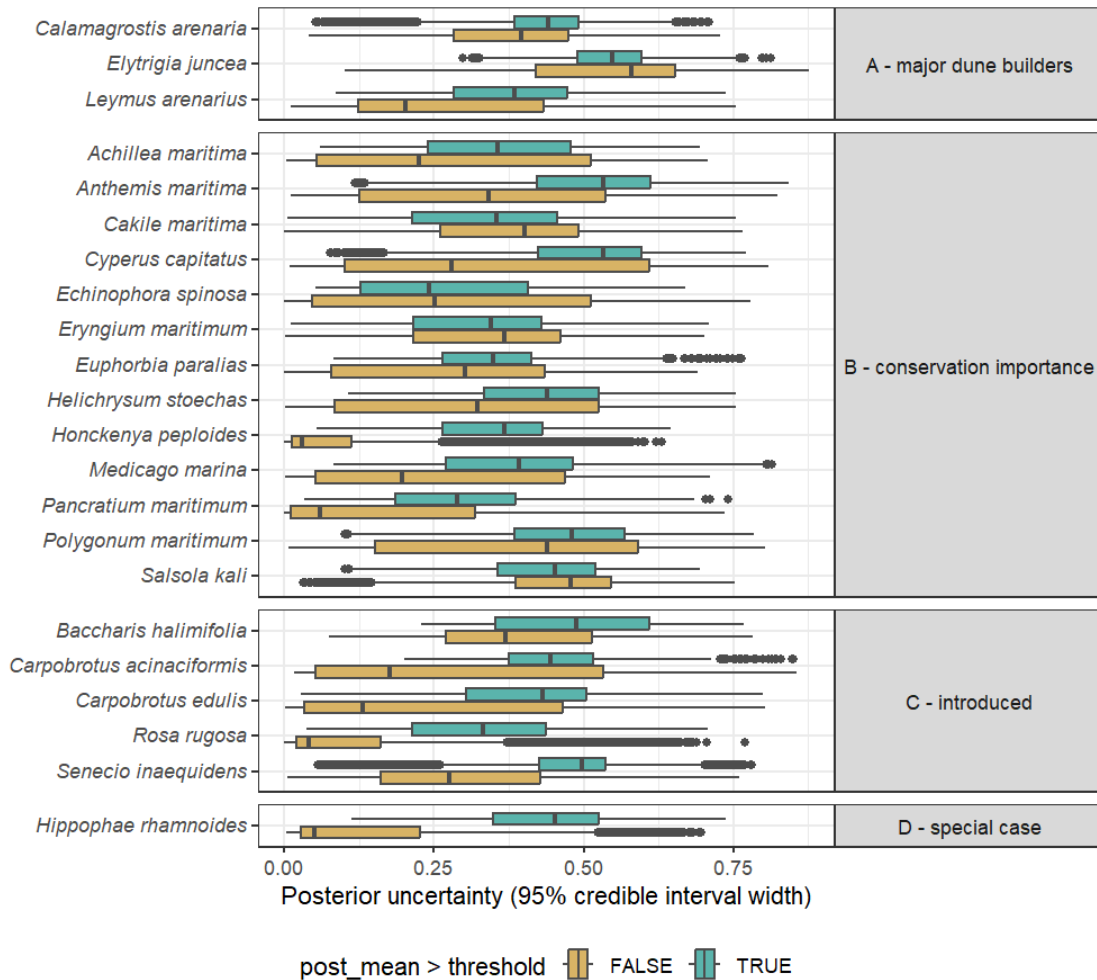 Calamagrostis arenaria
Elytrigia juncea
Leymus arenarius
A - major dune builders
Achillea maritima
Anthemis maritima
Cakile maritima
Cyperus capitatus
Echinophora spinosa
Eryngium maritimum
Euphorbia paralias
Helichrysum stoechas
Honckenya peploides
Medicago marina
Pancratium maritimum
Polygonum maritimum
Salsola kali
B - conservation importance
Baccharis halimifolia
Carpobrotus acinaciformis
Carpobrotus edulis
Rosa rugosa
Senecio inaequidens
C - introduced
Hippophae rhamnoides
D - special case
0.00 0.25 0.50 0.75
Posterior uncertainty (95% credible interval width)
post_mean > threshold FALSE TRUE